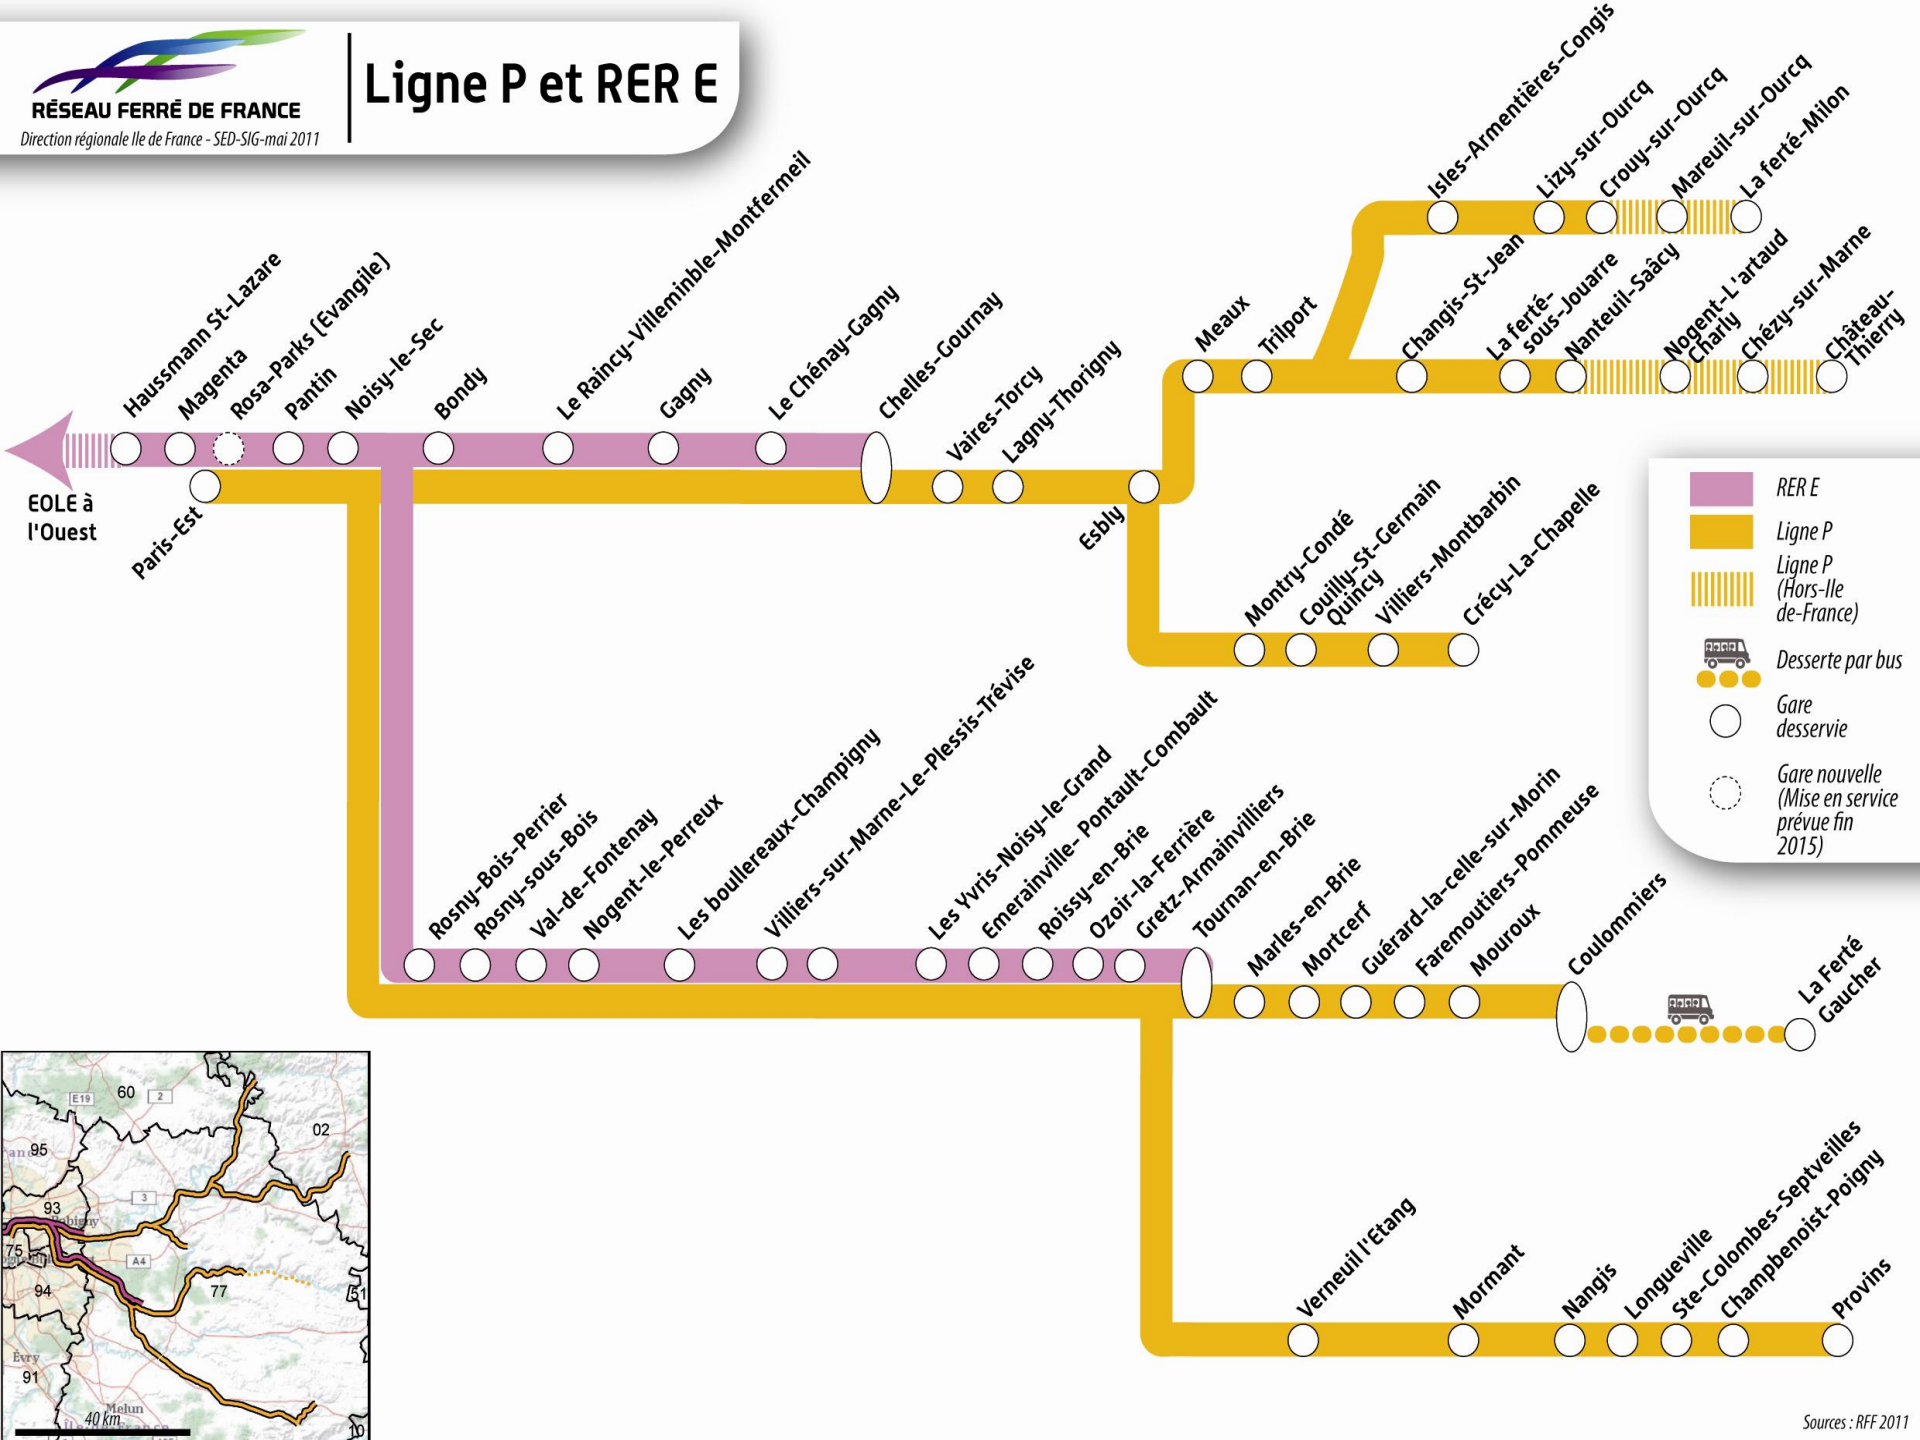 RÉSEAU FERRÉ DE FRANCE
Direction régionale Ile de France - SED-SIG-mai 2011
Ligne P et RER E
Haussmann St-Lazare
Magenta
Rosa-Parks (Evangile)
Pantin
Noisy-le-Sec
Bondy
Le Raincy-Villeminble-Montfermeil
Gagny
Le Chénay-Gagny
Chelles-Gournay
Vaires-Torcy
Lagny-Thorigny
Esbly
Meaux
Trilport
Isles-Armentières-Congis
Lizy-sur-Ourcq
Crouy-sur-Ourcq
Mareuil-sur-Ourcq
La ferté-Milon
Changis-St-Jean
La ferté-
sous-Jouarre
Nanteuil-Saâcy
Nogent-L'artaud
Charly
Chézy-sur-Marne
Château-
Thierry
EOLE à
l'Ouest
Paris-Est
Montry-Condé
Couilly-St-Germain
Quincy
Villiers-Montbarbin
Crécy-La-Chapelle
RER E
Ligne P
Ligne P
(Hors-Ile
de-France)
Desserte par bus
Gare
desservie
Gare nouvelle
(Mise en service
prévue fin
2015)
Rosny-Bois-Perrier
Rosny-sous-Bois
Val-de-Fontenay
Nogent-le-Perreux
Les boullereaux-Champigny
Villiers-sur-Marne-Le-Plessis-Trévise
Les Yvris-Noisy-le-Grand
Emerainville- Pontault-Combault
Roissy-en-Brie
Ozoir-la-Ferrière
Gretz-Armainvilliers
Tournan-en-Brie
Marles-en-Brie
Mortcerf
Guérard-la-celle-sur-Morin
Faremoutiers-Pommeuse
Mouroux
Coulommiers
La Ferté
Gaucher
Verneuil l'Etang
Mormant
Nangis
Longueville
Ste-Colombes-Septveilles
Champbenoist-Poigny
Provins
60
E19
2
02
95
3
93
75
A4
94
77
51
Évry
91
Melun
40 km
10
Sources : RFF 2011